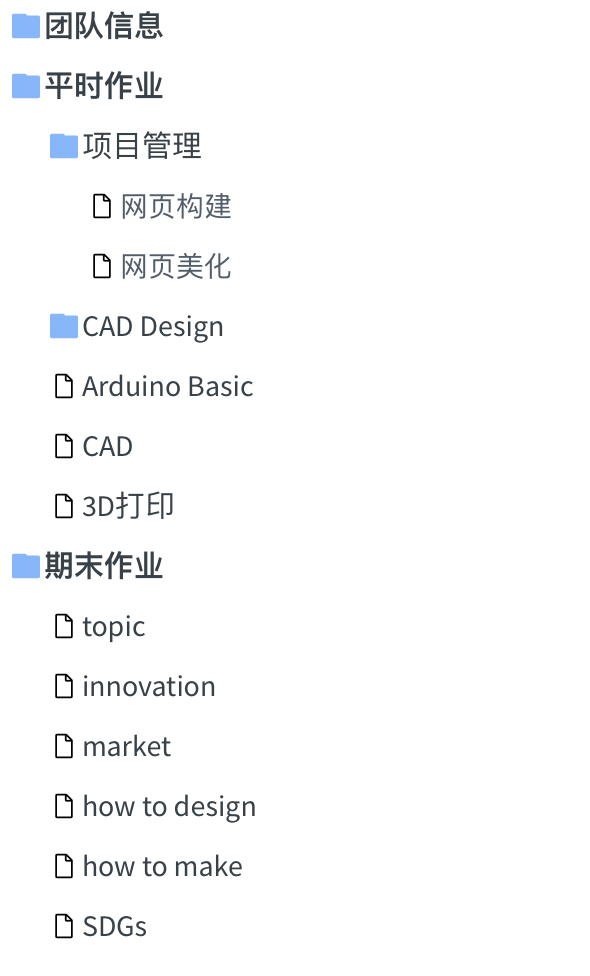 团队信息
平时作业
项目管理
网页构建
网页美化
CAD Design
Arduino Basic
CAD
3D打印
期末作业
topic
innovation
market
how to design
how to make
SDGs